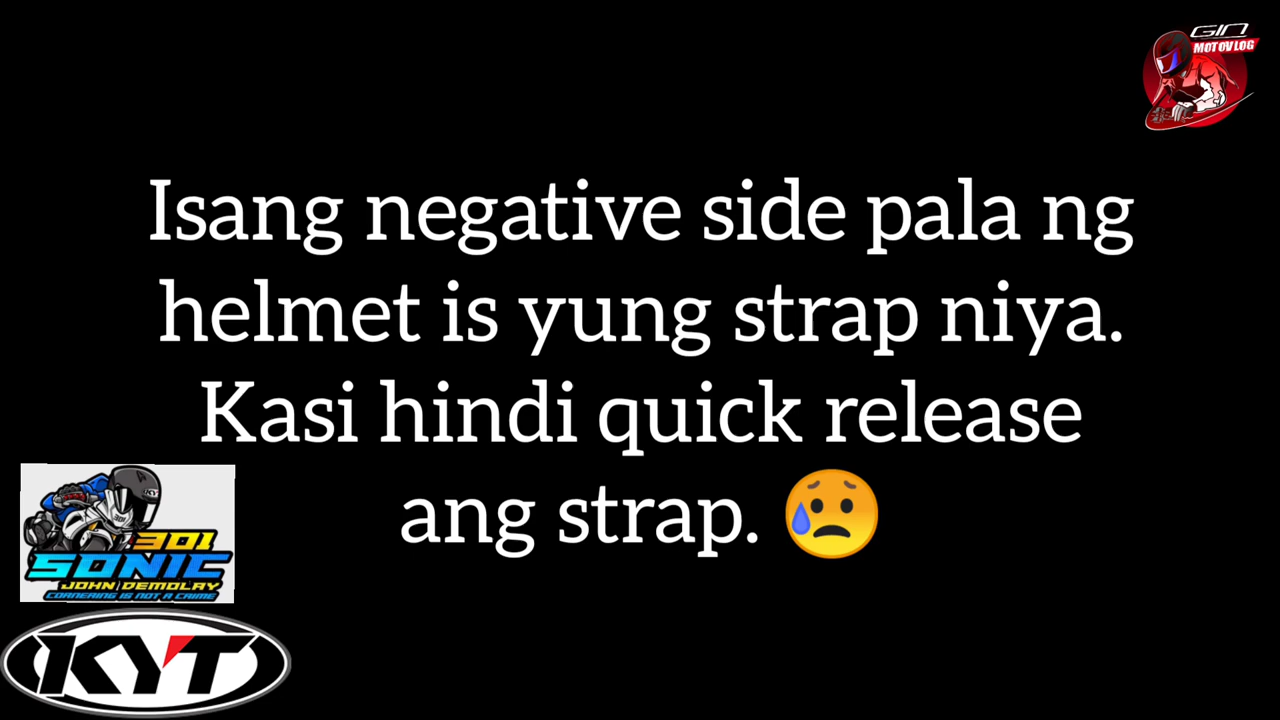 GIN
MOTOVLOG
Isang negative side pala ng
helmet is yung strap niya.
Kasi hindi quick release
ang strap. 😥
301
SONIC
JOHN DEMOLAY
CORNERING IS NOT A CRIME
KYT